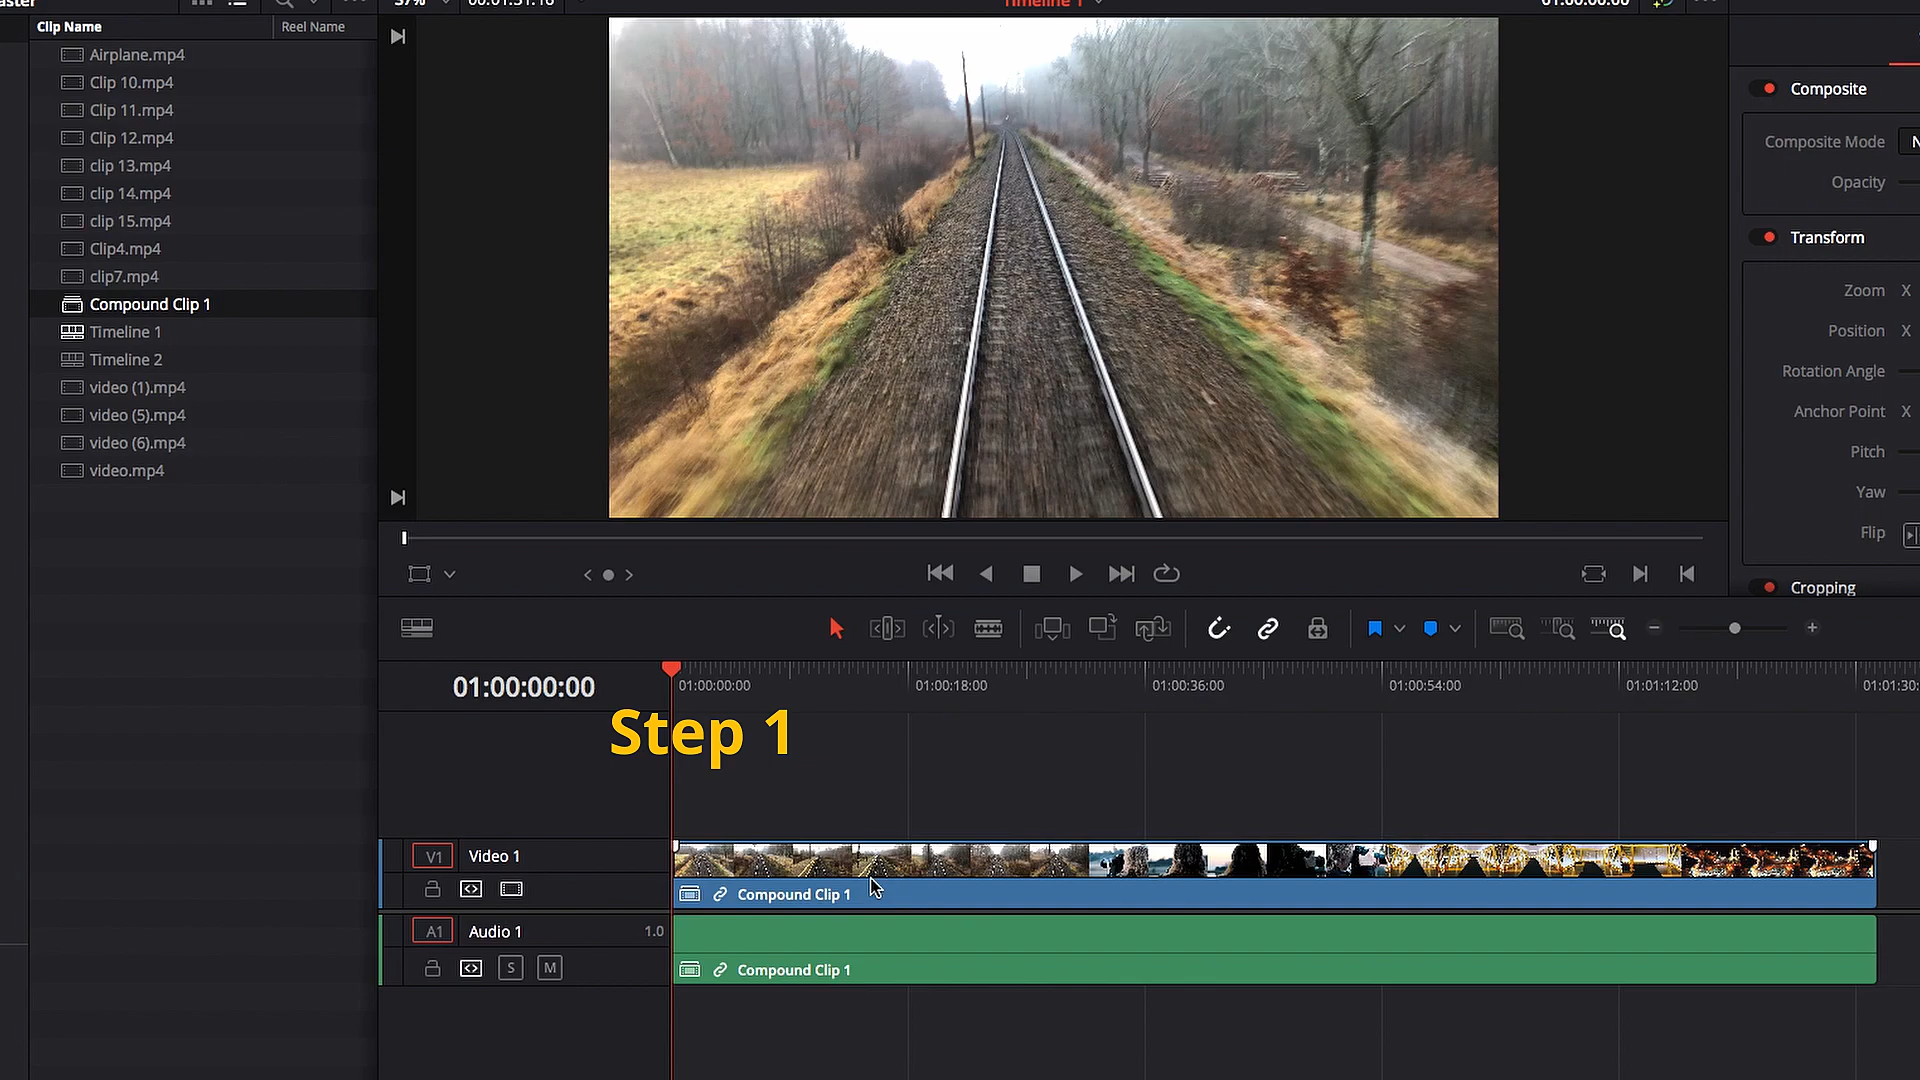 Clip Name
Reel Name
Airplane.mp4
Clip 10.mp4
Clip 11.mp4
Clip 12.mp4
clip 13.mp4
clip 14.mp4
clip 15.mp4
Clip4.mp4
clip7.mp4
Compound Clip 1
Timeline 1
Timeline 2
video (1).mp4
video (5).mp4
video (6).mp4
video.mp4
Timeline 1
Composite
Composite Mode
Opacity
Transform
Zoom X
Position X
Rotation Angle
Anchor Point X
Pitch
Yaw
Flip
Cropping
01:00:00:00
01:00:00:00
01:00:18:00
01:00:36:00
01:00:54:00
01:01:12:00
01:01:30:
Step 1
V1 Video 1
Compound Clip 1
A1 Audio 1 1.0
S M
Compound Clip 1